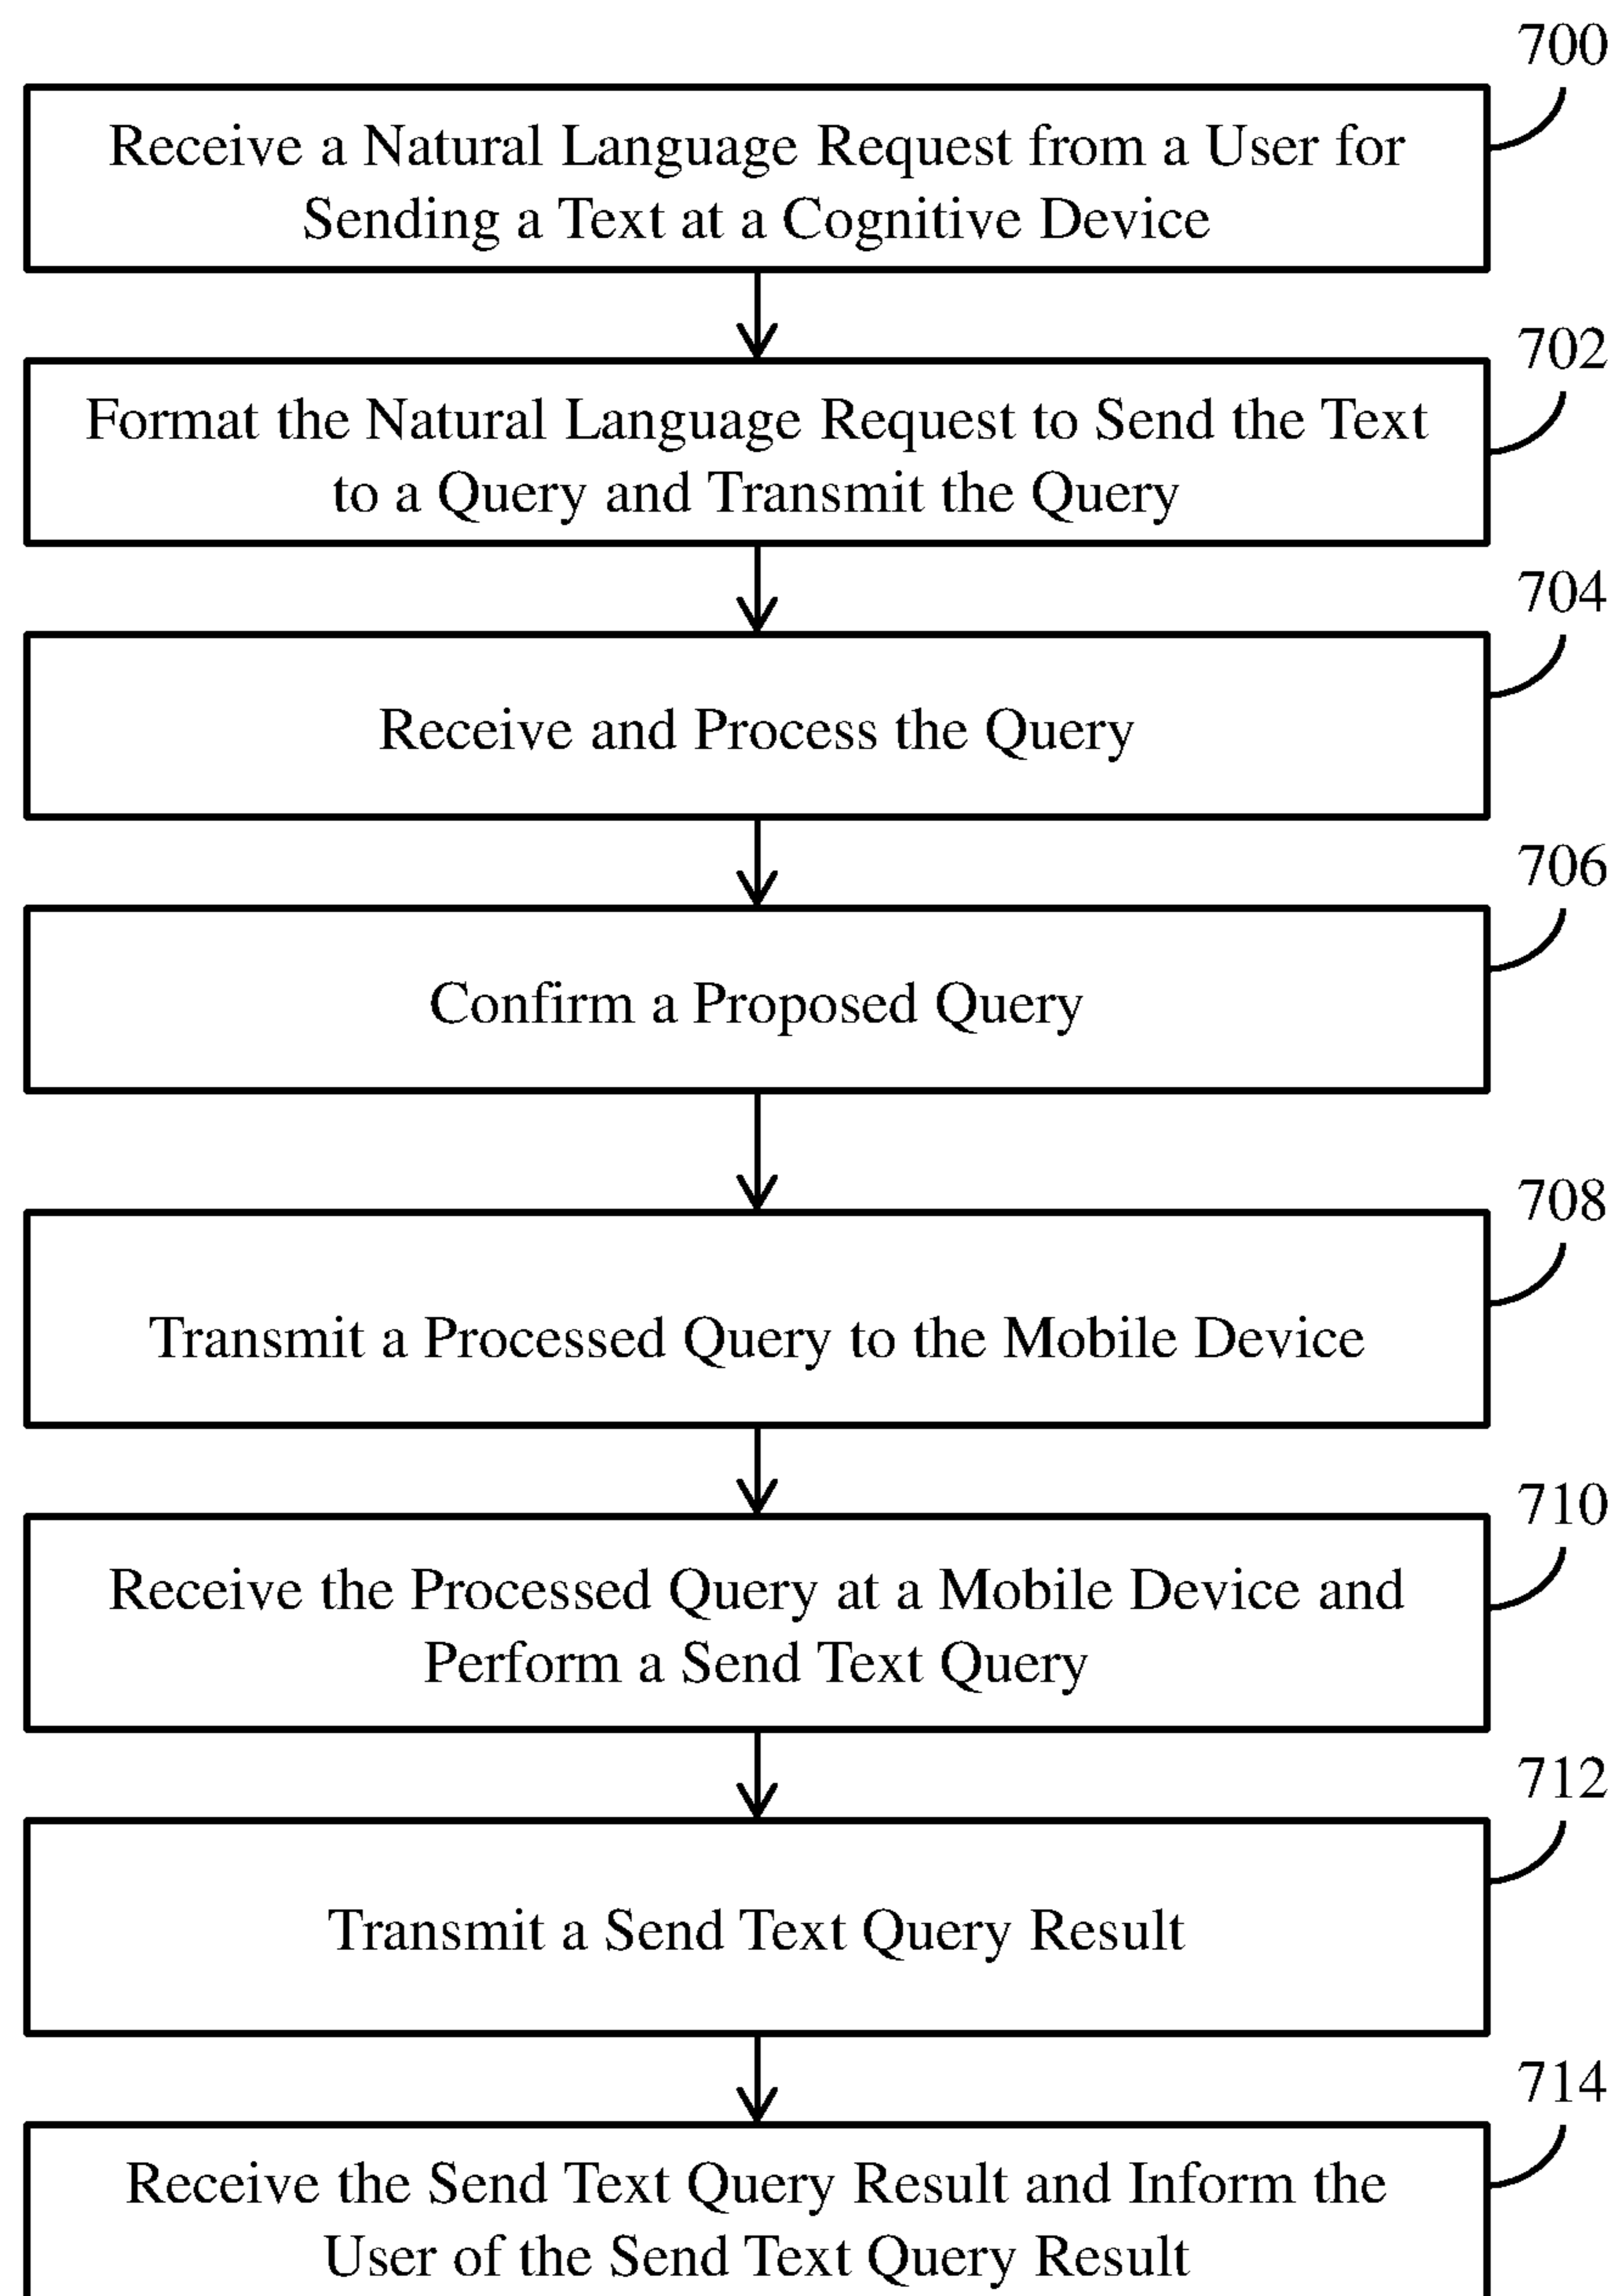 700
Receive a Natural Language Request from a User for
Sending a Text at a Cognitive Device
702
Format the Natural Language Request to Send the Text
to a Query and Transmit the Query
704
Receive and Process the Query
706
Confirm a Proposed Query
708
Transmit a Processed Query to the Mobile Device
710
Receive the Processed Query at a Mobile Device and
Perform a Send Text Query
712
Transmit a Send Text Query Result
714
Receive the Send Text Query Result and Inform the
User of the Send Text Query Result